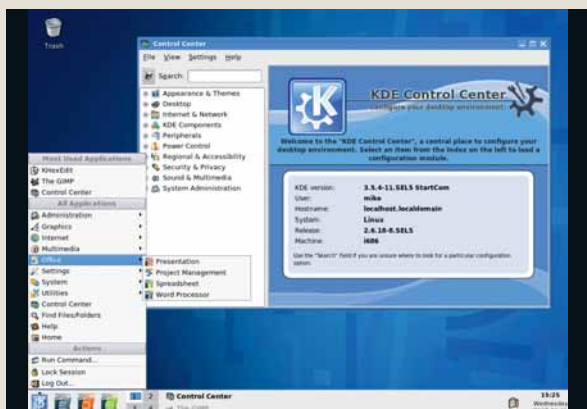 Trash
Control Center
File View Settings Help
Search:
Appearance & Themes
Desktop
Internet & Network
KDE Components
Peripherals
Power Control
Regional & Accessibility
Security & Privacy
Sound & Multimedia
System Administration
KDE Control Center
Configure your desktop environment.
Welcome to the "KDE Control Center", a central place to configure your
desktop environment. Select an item from the index on the left to load a
configuration module.
KDE version: 3.5.4-11.SEL5 StartCom
User: mike
Hostname: localhost.localdomain
System: Linux
Release: 2.6.18-8.SEL5
Machine: i686
Use the "Search" field if you are unsure where to look for a particular configuration
option.
Most Used Applications
KHexEdit
The GIMP
Control Center
All Applications
Administration
Graphics
Internet
Multimedia
Office
Settings
System
Utilities
Control Center
Find Files/Folders
Help
Home
Actions
Run Command...
Lock Session
Log Out...
Presentation
Project Management
Spreadsheet
Word Processor
2
Control Center
The GIMP
15:25
Wednesday